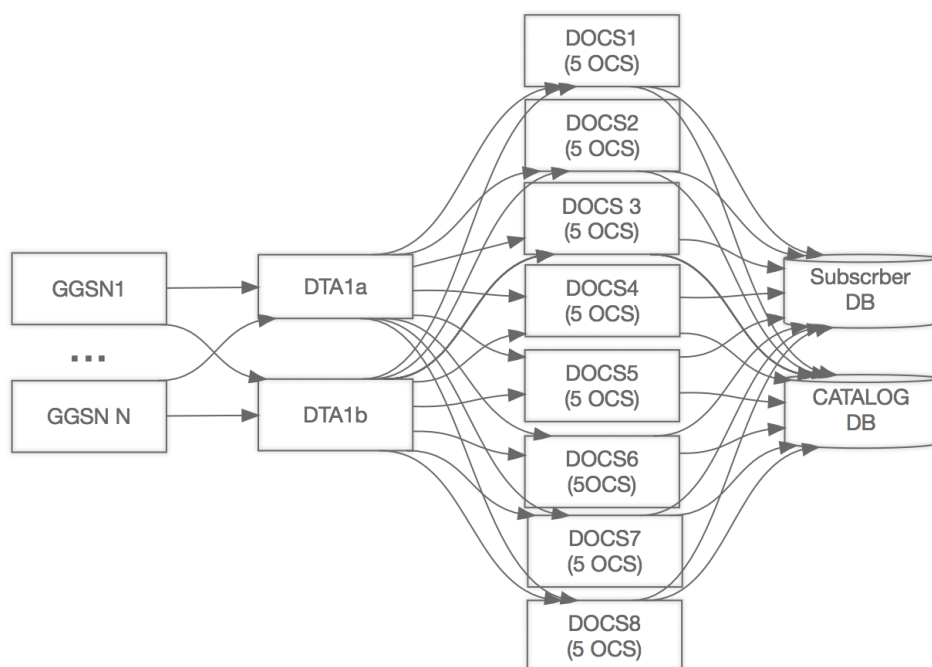 DOCS1
(5 OCS)
DOCS2
(5 OCS)
DOCS 3
(5 OCS)
GGSN1
DTA1a
DOCS4
(5 OCS)
Subscrber
DB
...
GGSN N
DTA1b
DOCS5
(5 OCS)
CATALOG
DB
DOCS6
(5OCS)
DOCS7
(5 OCS)
DOCS8
(5 OCS)